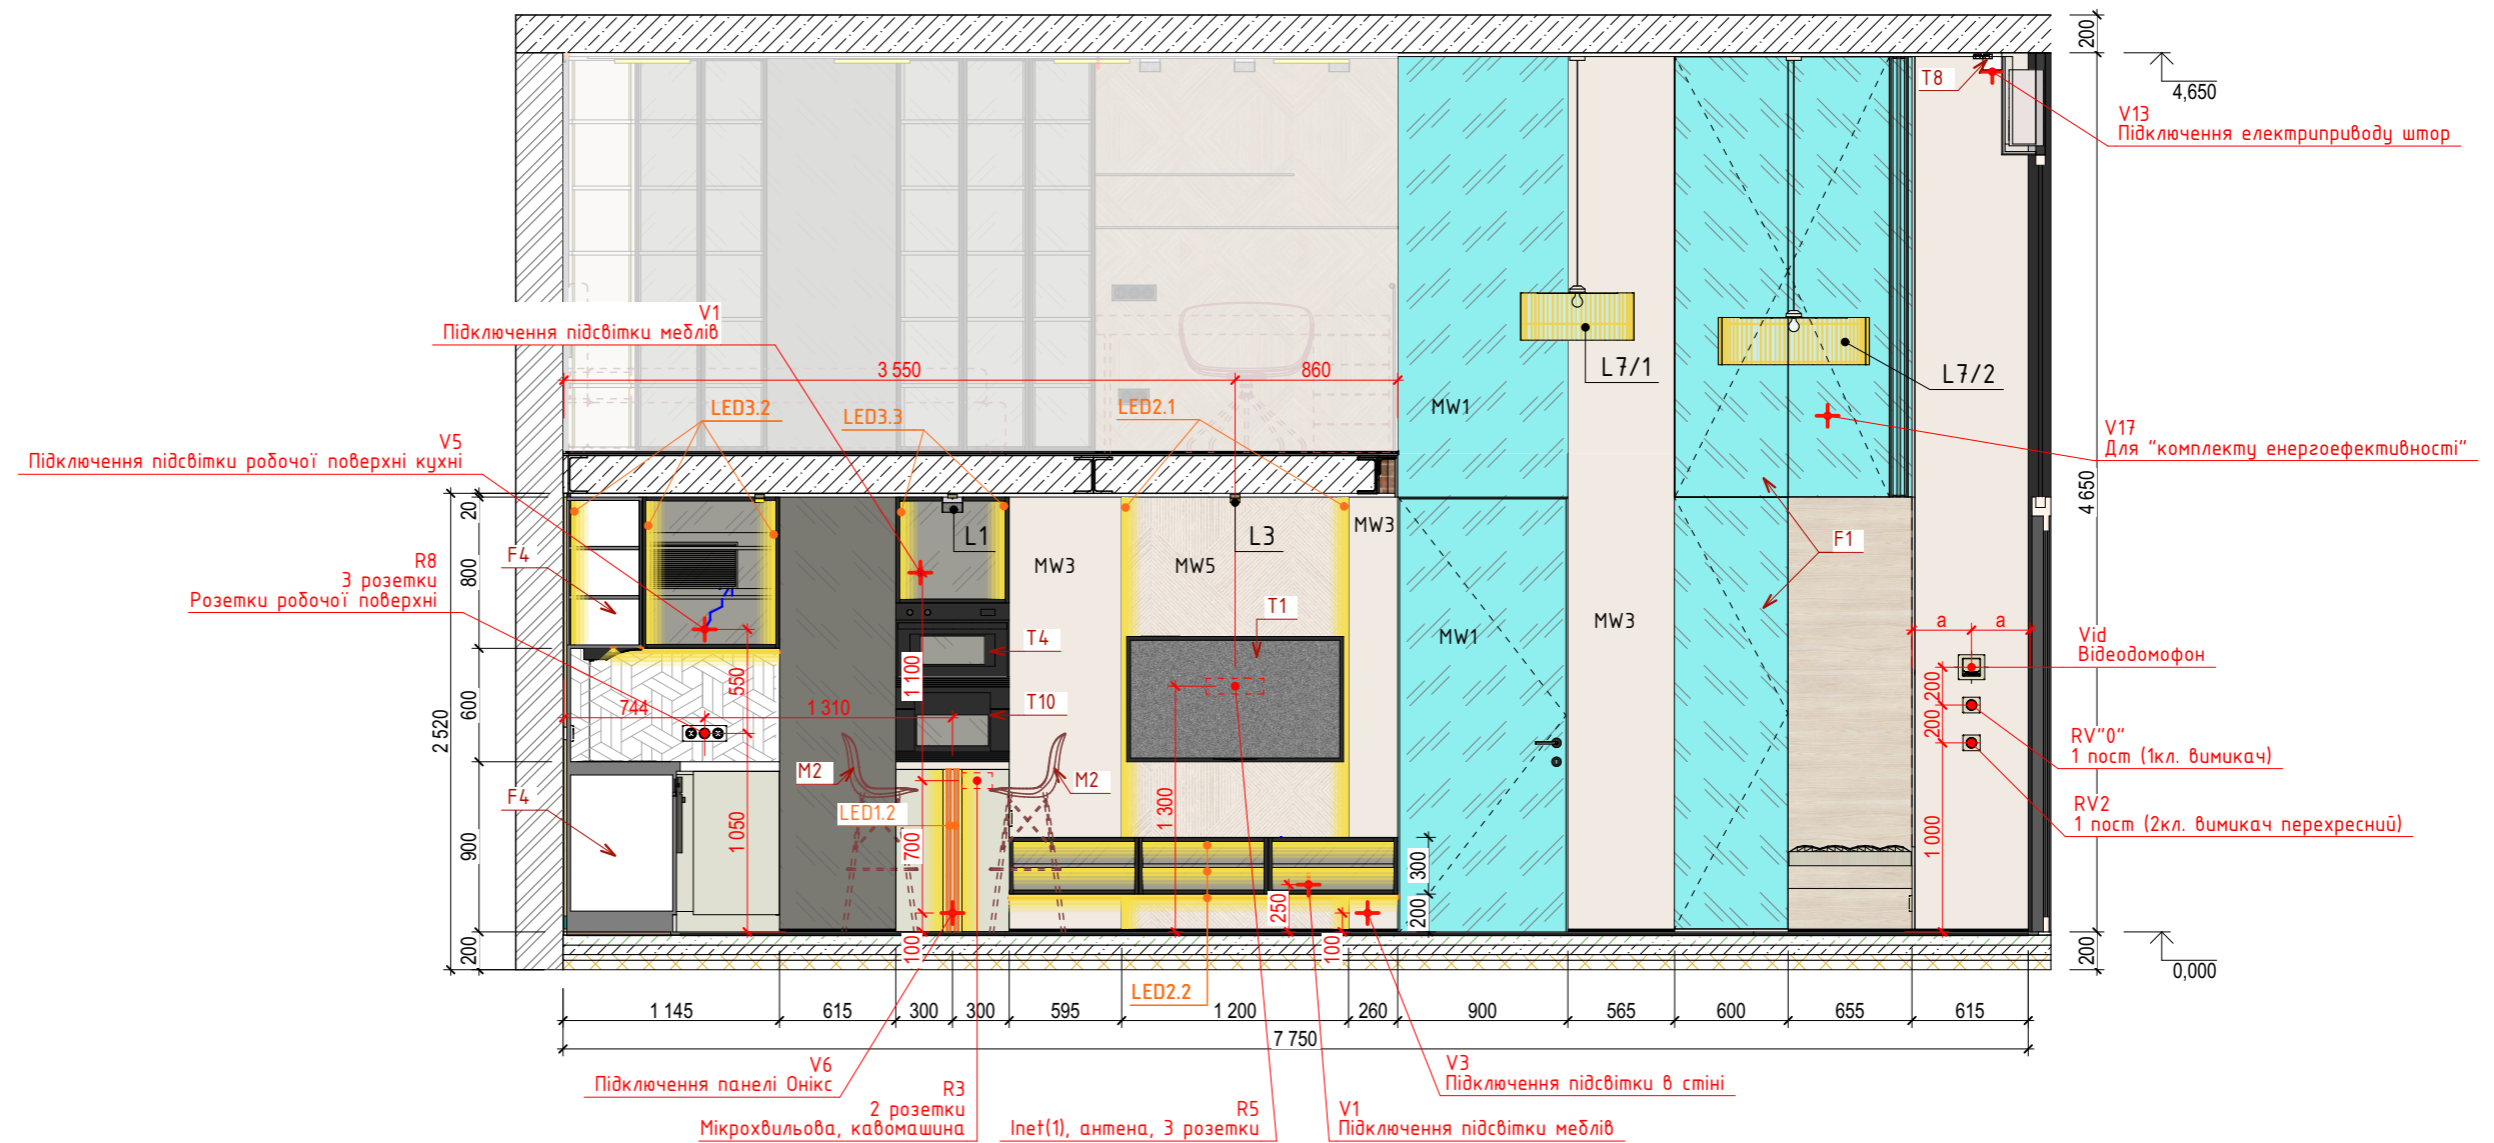 200
4,650
T8
V13
Підключення електриприводу штор
V1
Підключення підсвітки меблів
3 550
860
L7/1
L7/2
MW1
LED3.2
LED3.3
LED2.1
V5
Підключення підсвітки робочої поверхні кухні
V17
Для "комплекту енергоефективності"
4 650
20
R8
3 розетки
Розетки робочої поверхні
F4
800
L1
L3
MW3
MW3
MW5
F1
T1
MW3
MW1
a
a
Vid
Відеодомофон
T4
1 100
550
744
1 310
T10
600
2 520
200
200
RV"0"
1 пост (1кл. вимикач)
M2
M2
F4
LED1.2
1 300
RV2
1 пост (2кл. вимикач перехресний)
1 050
700
900
1 000
300
250
200
100
100
200
200
0,000
LED2.2
1 145
615
300
300
595
1 200
260
900
565
600
655
615
7 750
V6
Підключення панелі Онікс
R3
2 розетки
Мікрохвильова, кавомашина
R5
Inet(1), антена, 3 розетки
V1
Підключення підсвітки меблів
V3
Підключення підсвітки в стіні